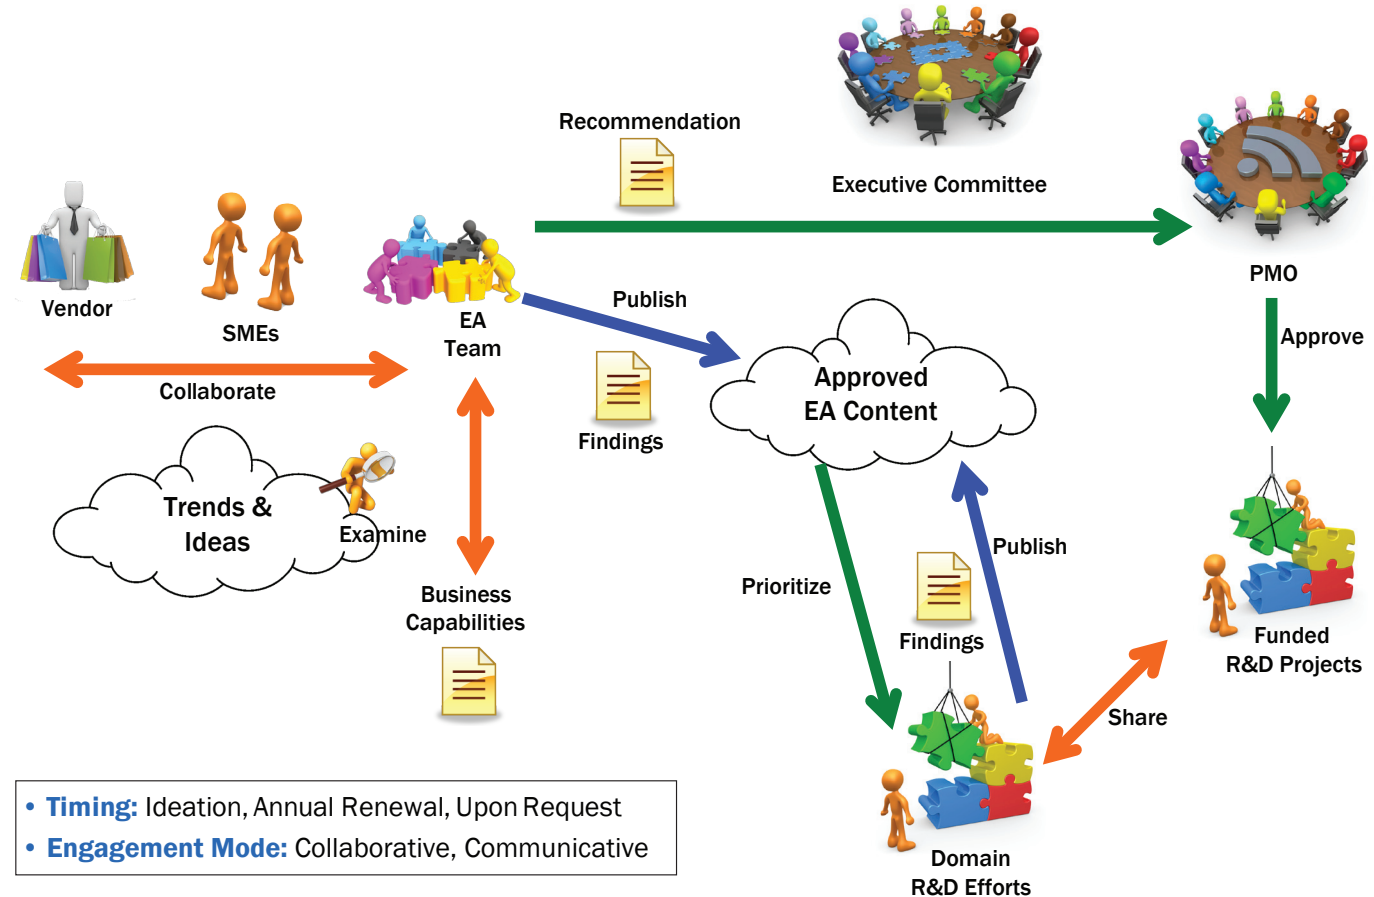 Recommendation
Executive Committee
PMO
Vendor
SMEs
EA
Team
Publish
Approve
Collaborate
Approved
EA Content
Findings
Trends &
Ideas
Examine
Business
Capabilities
Prioritize
Publish
Findings
Funded
R&D Projects
Share
Domain
R&D Efforts
• Timing: Ideation, Annual Renewal, Upon Request
• Engagement Mode: Collaborative, Communicative